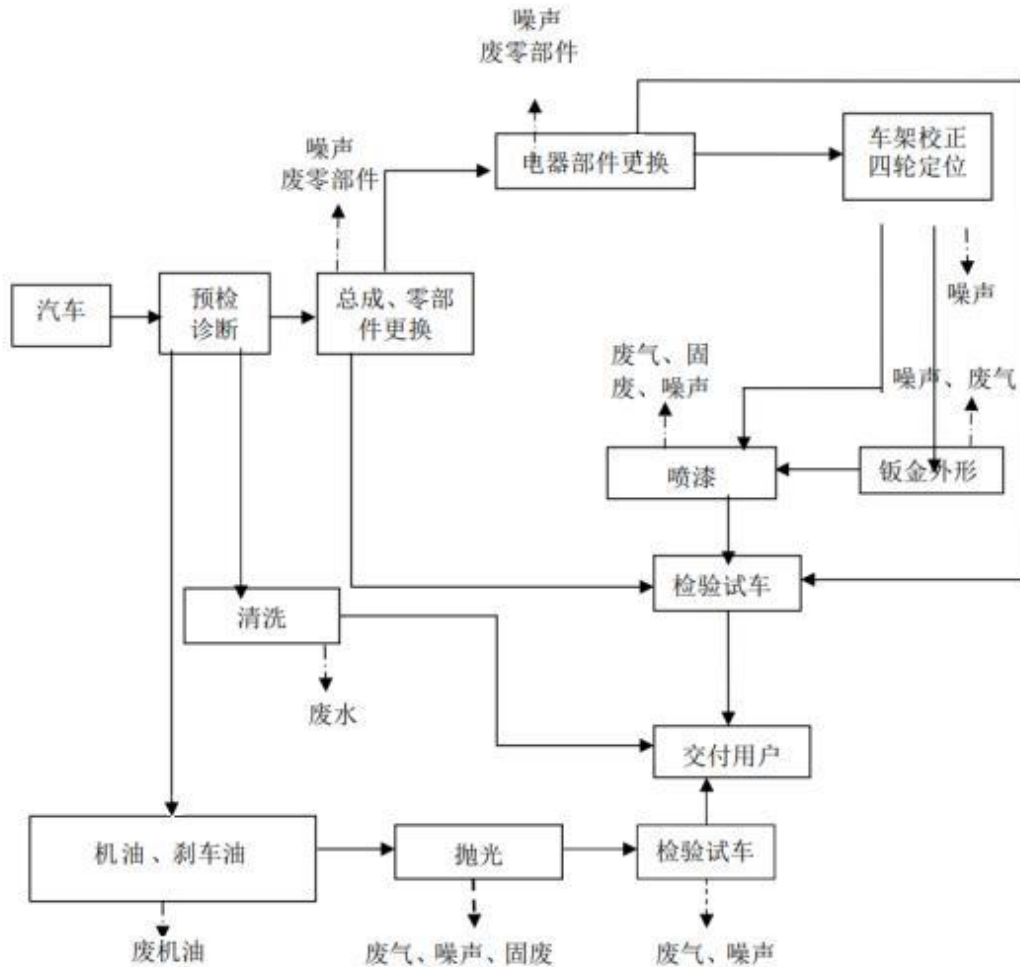 噪声
废零部件
噪声
废零部件
电器部件更换
车架校正
四轮定位
汽车
预检
诊断
总成、零部
件更换
噪声
废气、固
废、噪声
噪声、废气
喷漆
钣金外形
检验试车
清洗
废水
交付用户
机油、刹车油
抛光
检验试车
废机油
废气、噪声、固废
废气、噪声